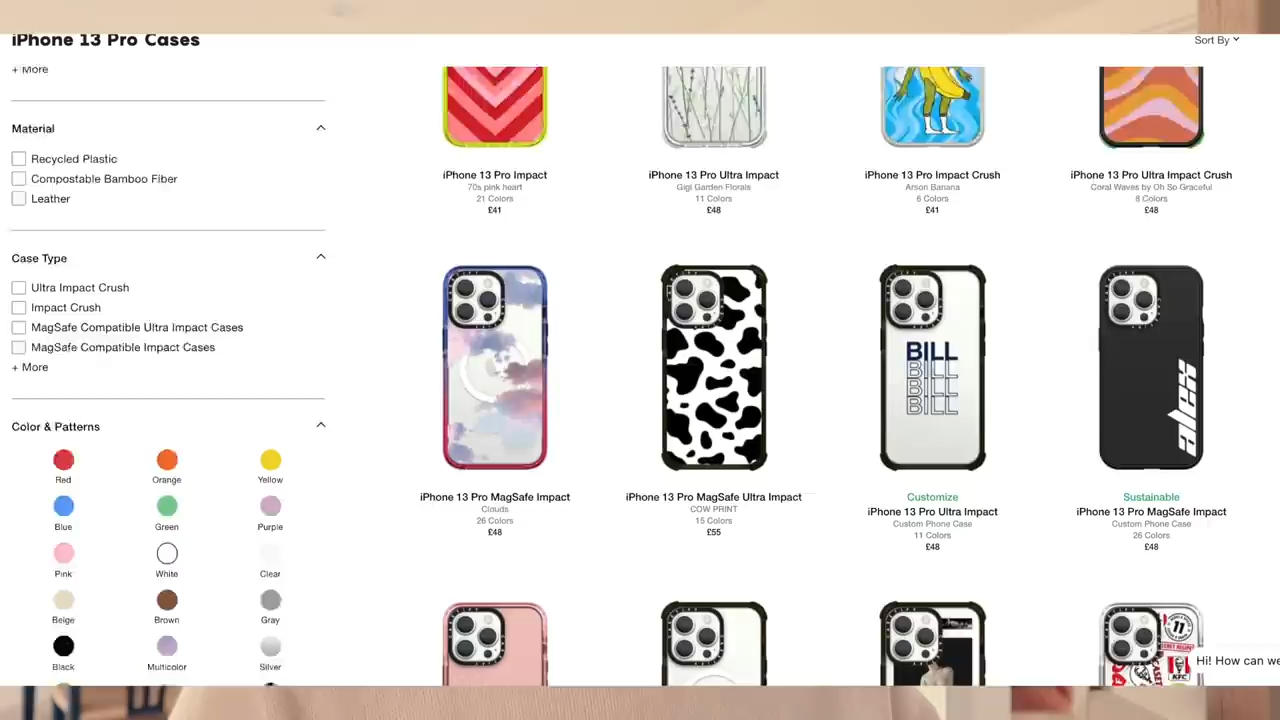 iPhone 13 Pro Cases
Sort By
+ More
Material
Recycled Plastic
Compostable Bamboo Fiber
Leather
Case Type
Ultra Impact Crush
Impact Crush
MagSafe Compatible Ultra Impact Cases
MagSafe Compatible Impact Cases
+ More
Color & Patterns
Red
Orange
Yellow
Blue
Green
Purple
Pink
White
Clear
Beige
Brown
Gray
Black
Multicolor
Silver
iPhone 13 Pro Impact
70s pink heart
21 Colors
£41
iPhone 13 Pro Ultra Impact
Gigi Garden Florals
11 Colors
£48
iPhone 13 Pro Impact Crush
Arson Banana
6 Colors
£41
iPhone 13 Pro Ultra Impact Crush
Coral Waves by Oh So Graceful
8 Colors
£48
iPhone 13 Pro MagSafe Impact
Clouds
26 Colors
£48
iPhone 13 Pro MagSafe Ultra Impact
COW PRINT
15 Colors
£55
BILL
BILL
BILL
BILL
Customize
iPhone 13 Pro Ultra Impact
Custom Phone Case
11 Colors
£48
alex
Sustainable
iPhone 13 Pro MagSafe Impact
Custom Phone Case
26 Colors
£48
11
SECRET RECIPE
KFC
Hi! How can we